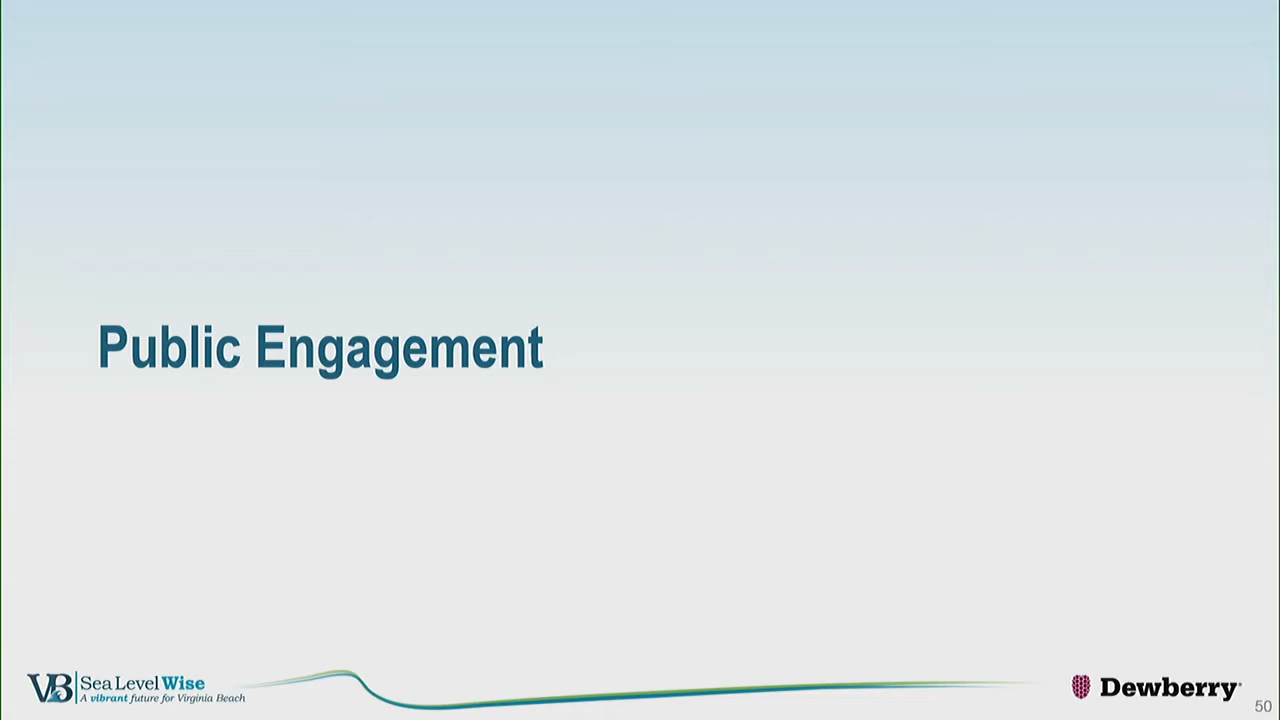 Public Engagement
VB Sea Level Wise
A vibrant future for Virginia Beach
Dewberry
50